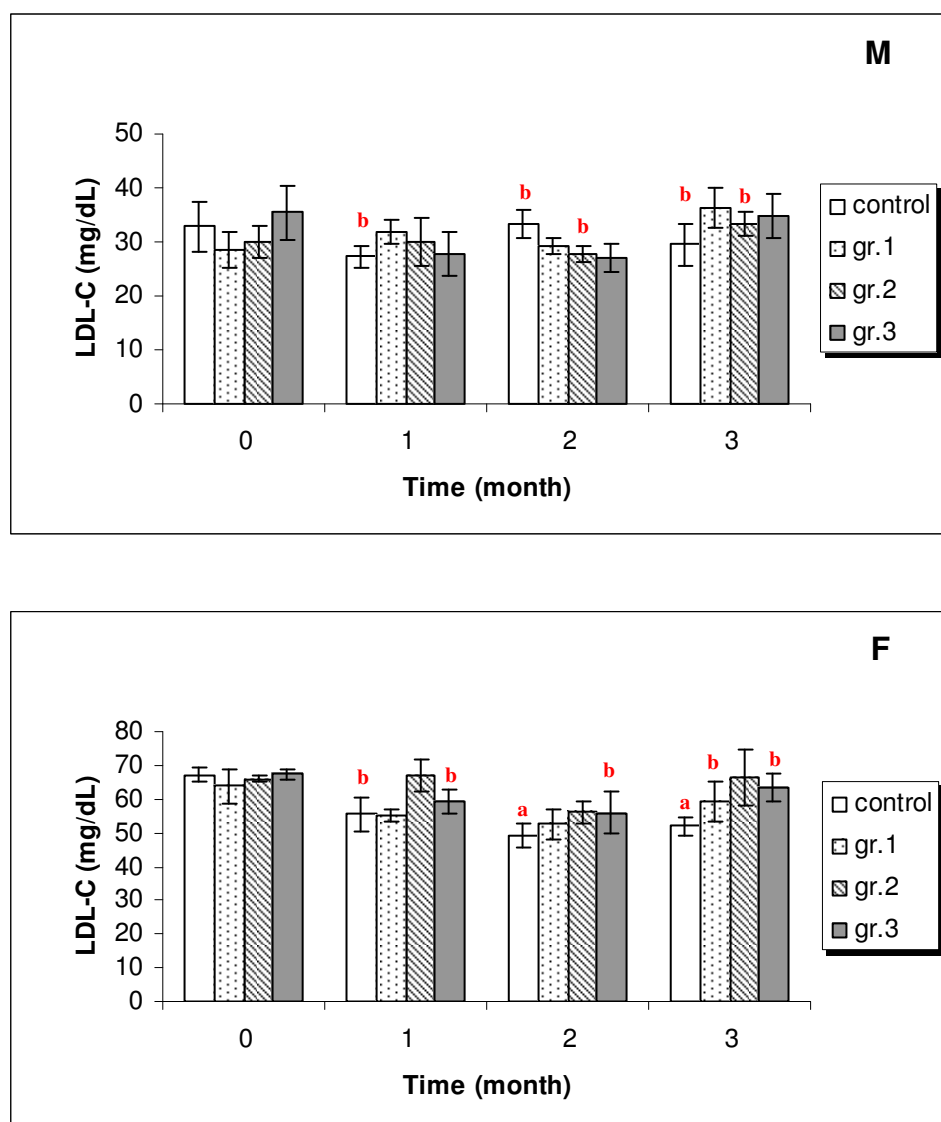 M
50
40
30
20
10
0
LDL-C (mg/dL)
b
b
b
b
b
0 1 2 3
Time (month)
control
gr.1
gr.2
gr.3
F
80
70
60
50
40
30
20
10
0
LDL-C (mg/dL)
b
b
a
b
a
b
b
0 1 2 3
Time (month)
control
gr.1
gr.2
gr.3